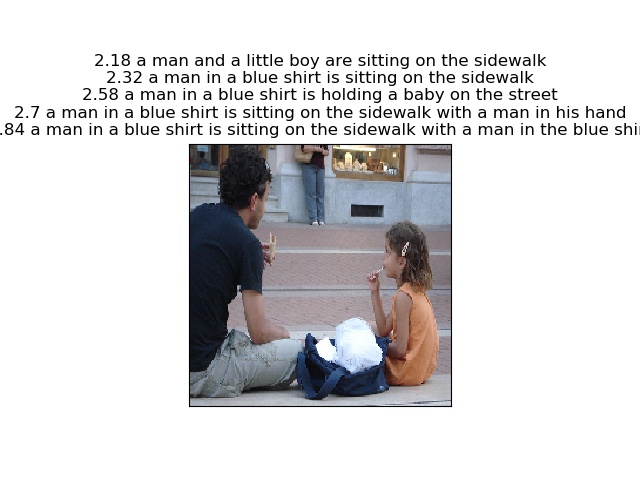 2.18 a man and a little boy are sitting on the sidewalk
2.32 a man in a blue shirt is sitting on the sidewalk
2.58 a man in a blue shirt is holding a baby on the street
2.7 a man in a blue shirt is sitting on the sidewalk with a man in his hand
.84 a man in a blue shirt is sitting on the sidewalk with a man in the blue